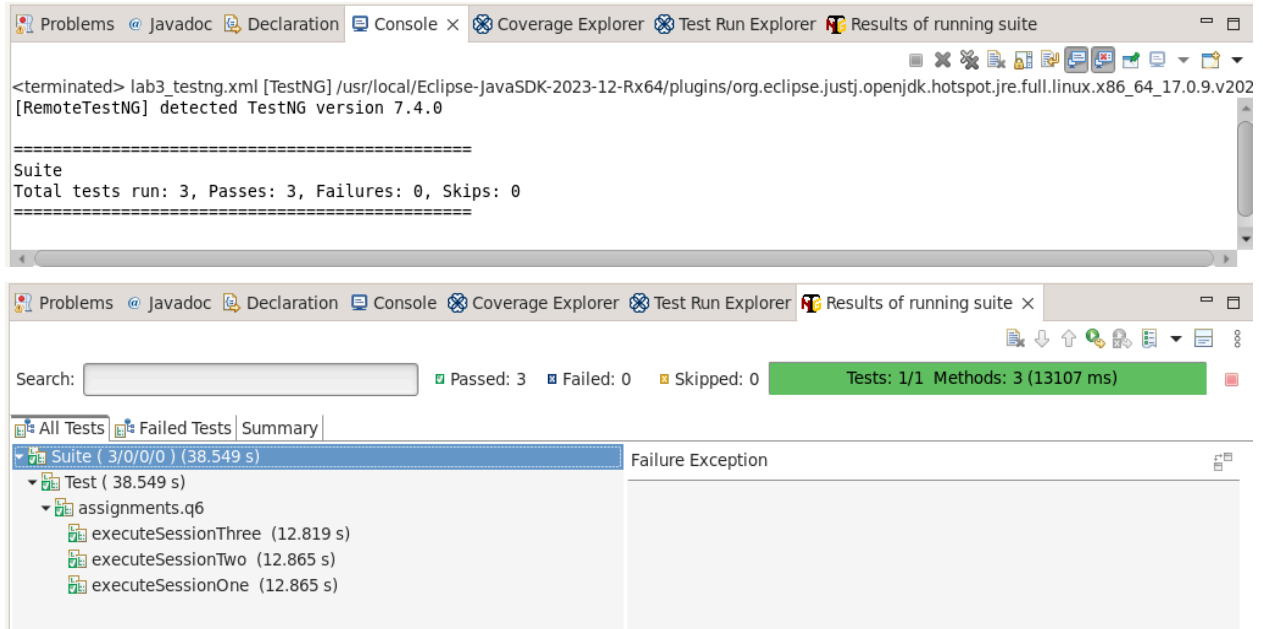 Problems @ Javadoc Declaration Console × Coverage Explorer Test Run Explorer Results of running suite
<terminated> lab3_testng.xml [TestNG] /usr/local/Eclipse-JavaSDK-2023-12-Rx64/plugins/org.eclipse.justj.openjdk.hotspot.jre.full.linux.x86_64_17.0.9.v202
[RemoteTestNG] detected TestNG version 7.4.0
===============================================
Suite
Total tests run: 3, Passes: 3, Failures: 0, Skips: 0
===============================================
Problems @ Javadoc Declaration Console Coverage Explorer Test Run Explorer Results of running suite ×
Search: Passed: 3 Failed: 0 Skipped: 0 Tests: 1/1 Methods: 3 (13107 ms)
All Tests Failed Tests Summary
Suite ( 3/0/0/0 ) (38.549 s) Failure Exception
Test ( 38.549 s)
assignments.q6
executeSessionThree (12.819 s)
executeSessionTwo (12.865 s)
executeSessionOne (12.865 s)